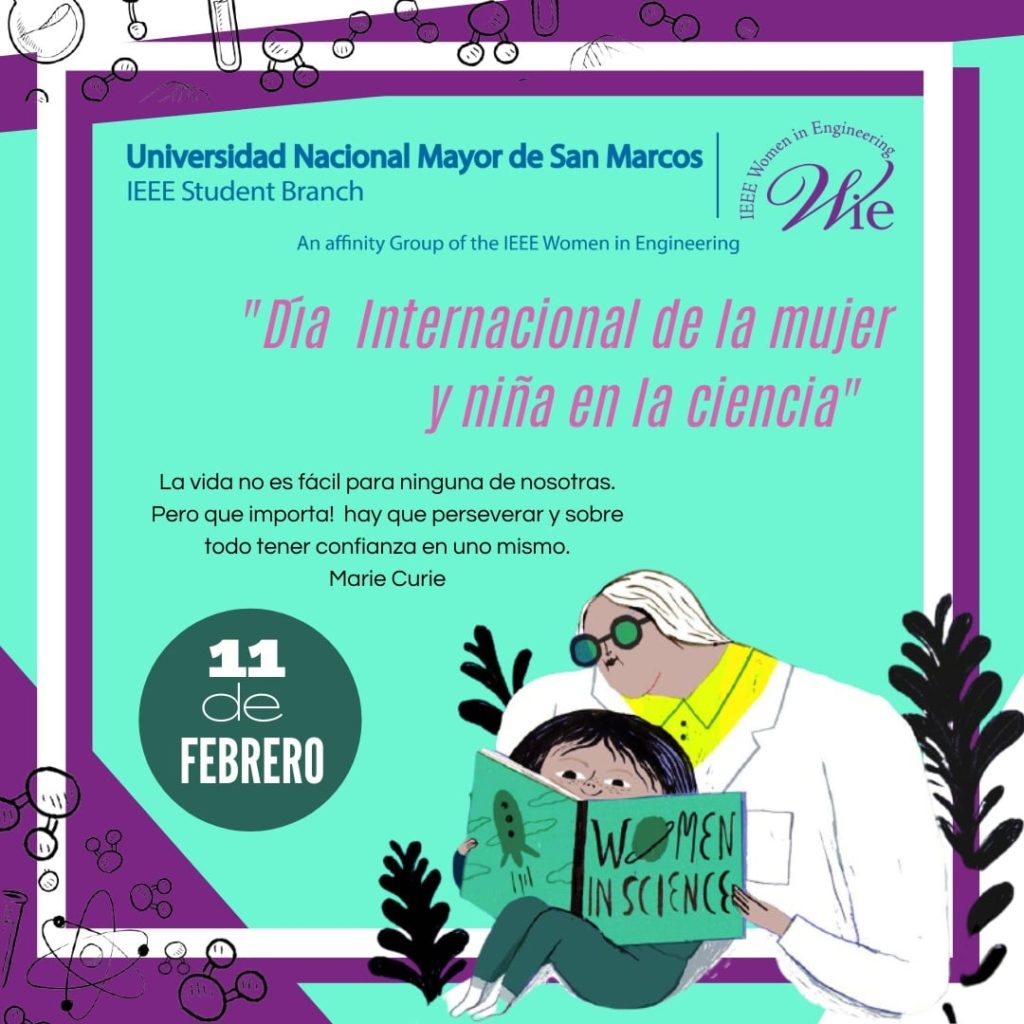 Universidad Nacional Mayor de San Marcos
IEEE Student Branch
IEEE Women in Engineering
Wie
An affinity Group of the IEEE Women in Engineering
"Día Internacional de la mujer
y niña en la ciencia"
La vida no es fácil para ninguna de nosotras.
Pero que importa! hay que perseverar y sobre
todo tener confianza en uno mismo.
Marie Curie
11
de
FEBRERO
WOMEN
IN SCIENCE